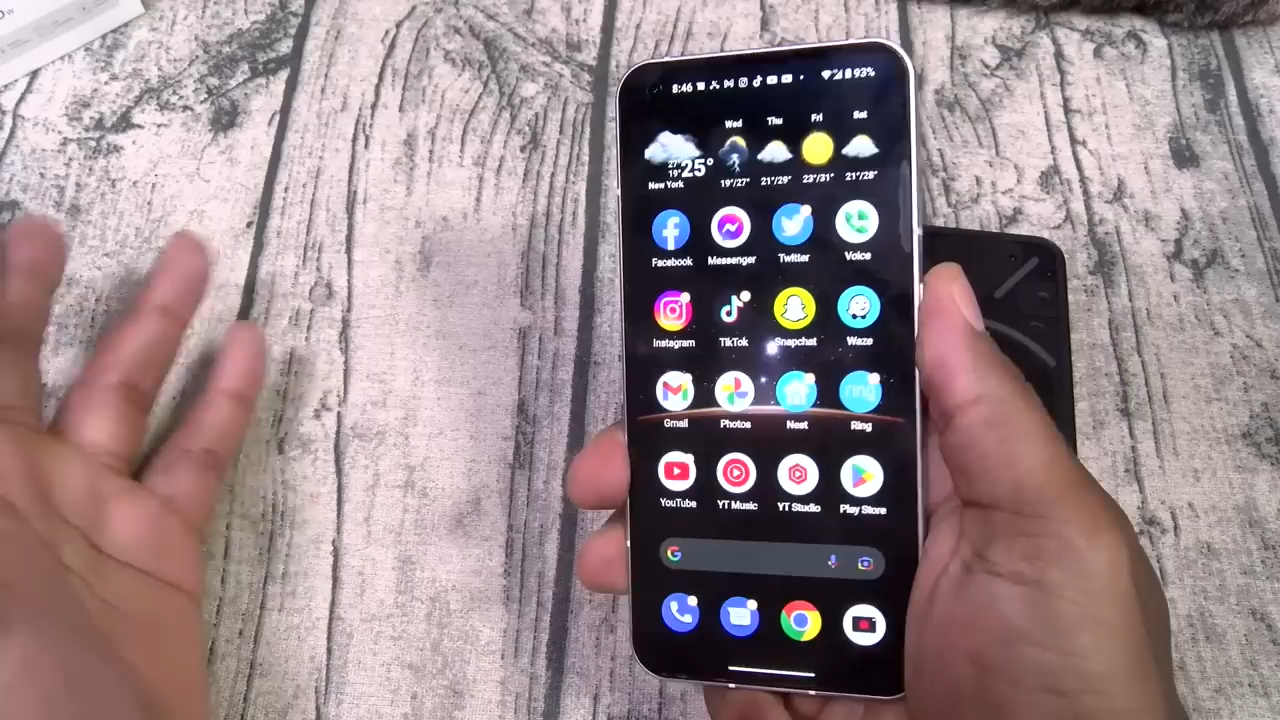 8:46 93%
Wed Thu Fri Sat
27°
19° 25°
New York 19°/27° 21°/29° 23°/31° 21°/28°
Facebook Messenger Twitter Voice
Instagram TikTok Snapchat Waze
ring
Gmail Photos Nest Ring
YouTube YT Music YT Studio Play Store
G